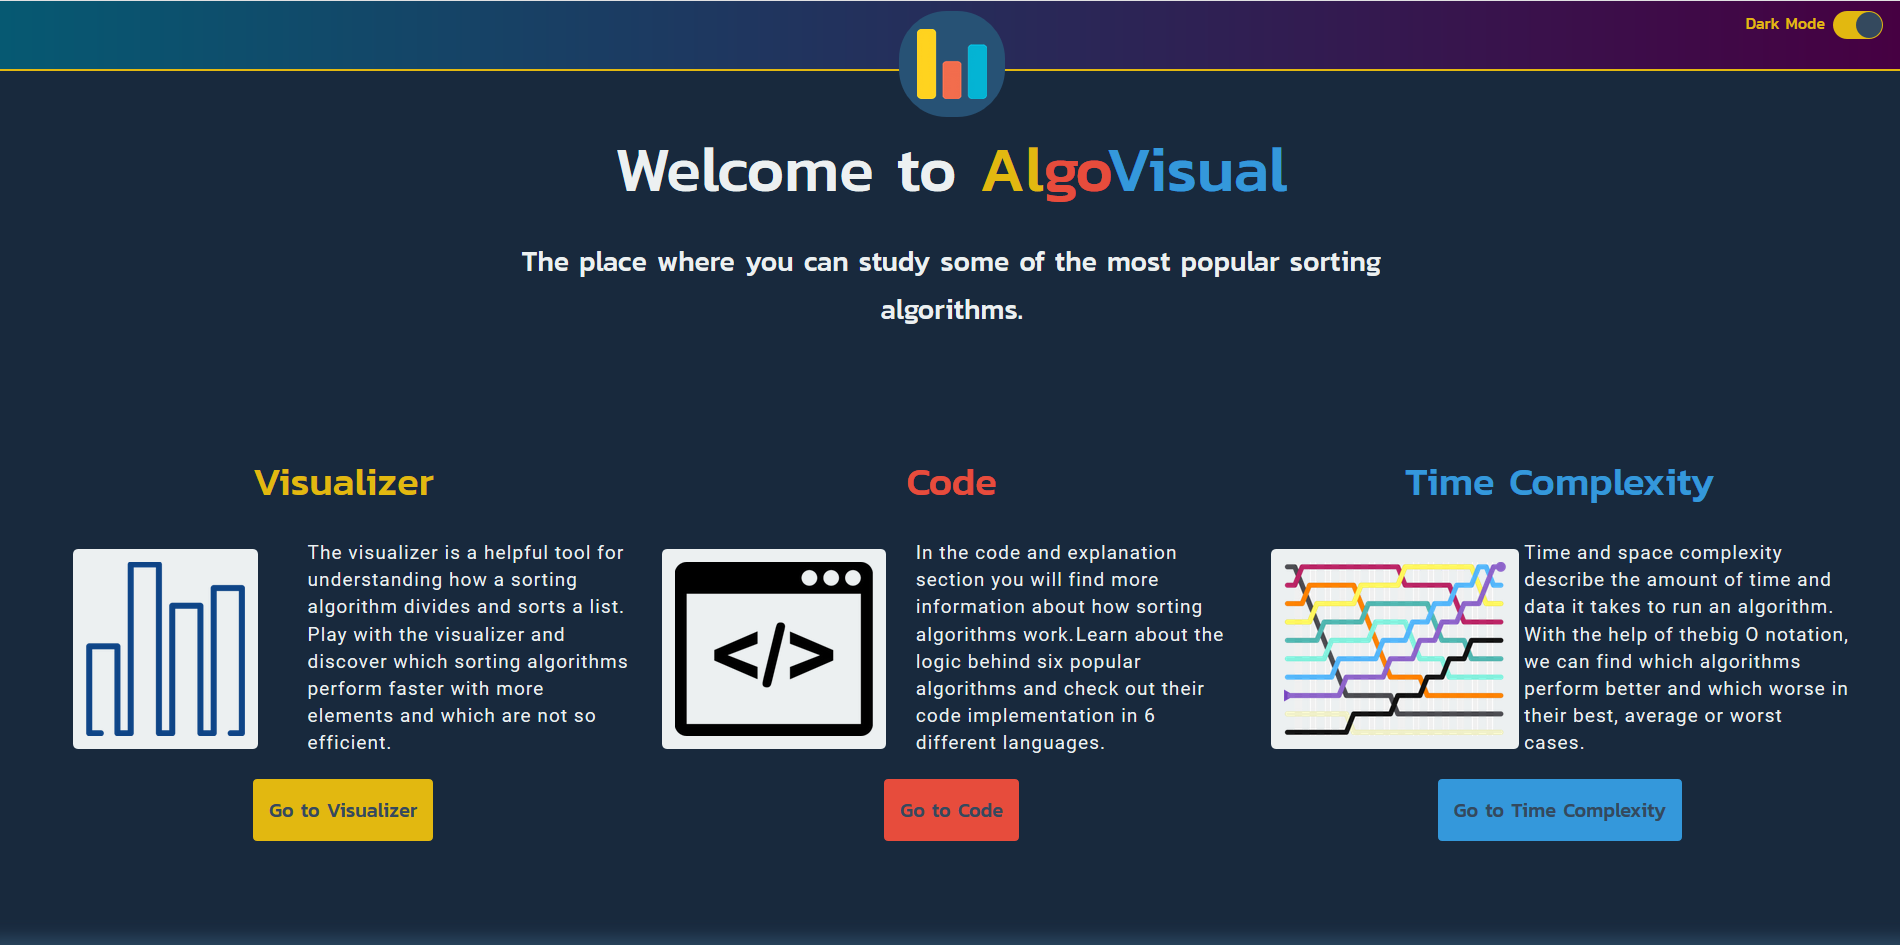 Dark Mode
Welcome to AlgoVisual
The place where you can study some of the most popular sorting
algorithms.
Visualizer
The visualizer is a helpful tool for
understanding how a sorting
algorithm divides and sorts a list.
Play with the visualizer and
discover which sorting algorithms
perform faster with more
elements and which are not so
efficient.
Go to Visualizer
Code
</>
In the code and explanation
section you will find more
information about how sorting
algorithms work.Learn about the
logic behind six popular
algorithms and check out their
code implementation in 6
different languages.
Go to Code
Time Complexity
Time and space complexity
describe the amount of time and
data it takes to run an algorithm.
With the help of thebig O notation,
we can find which algorithms
perform better and which worse in
their best, average or worst
cases.
Go to Time Complexity